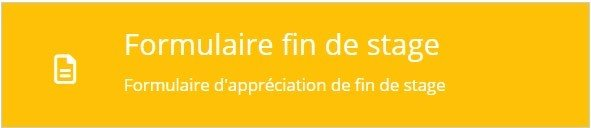 Formulaire fin de stage
Formulaire d'appréciation de fin de stage